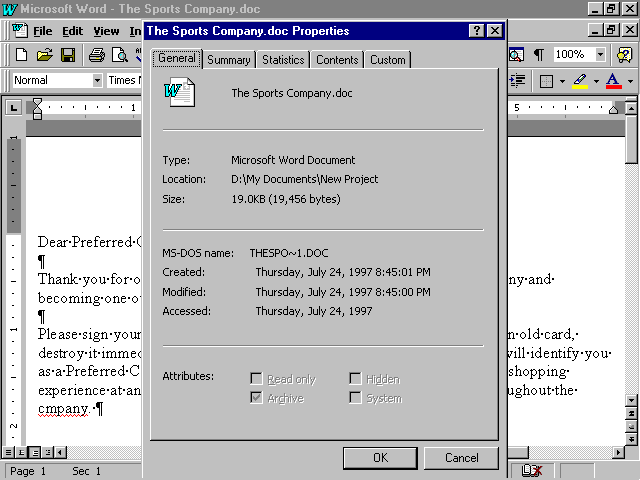 Microsoft Word - The Sports Company.doc
The Sports Company.doc Properties
File Edit View
General Summary Statistics Contents Custom
100%
Normal Times N
1 5
The Sports Company.doc
Type: Microsoft Word Document
Location: D:\My Documents\New Project
Size: 19.0KB (19,456 bytes)
Dear·Preferred·C
MS-DOS name: THESPO~1.DOC
¶
Created: Thursday, July 24, 1997 8:45:01 PM
Thank·you·for·o ny·and·
Modified: Thursday, July 24, 1997 8:45:00 PM
becoming·one·o
Accessed: Thursday, July 24, 1997
¶
Please·sign·your n·old·card,·
destroy·it·immed will·identify·you
as·a·Preferred·C shopping·
Attributes: Read only Hidden
experience·at·an ughout·the·
Archive System
cmpany.·¶
1
2
OK Cancel
Page 1 Sec 1